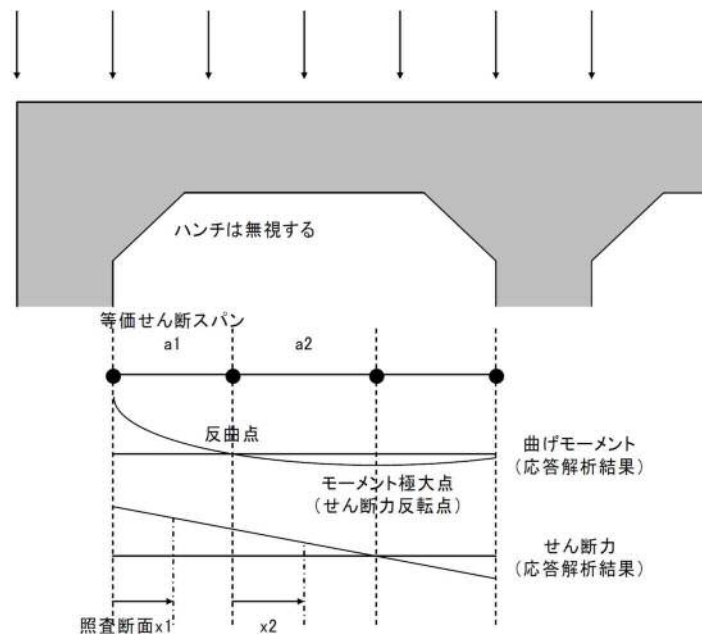 ハンチは無視する
等価せん断スパン
a1
a2
反曲点
曲げモーメント
（応答解析結果）
モーメント極大点
（せん断力反転点）
せん断力
（応答解析結果）
照査断面x1
x2